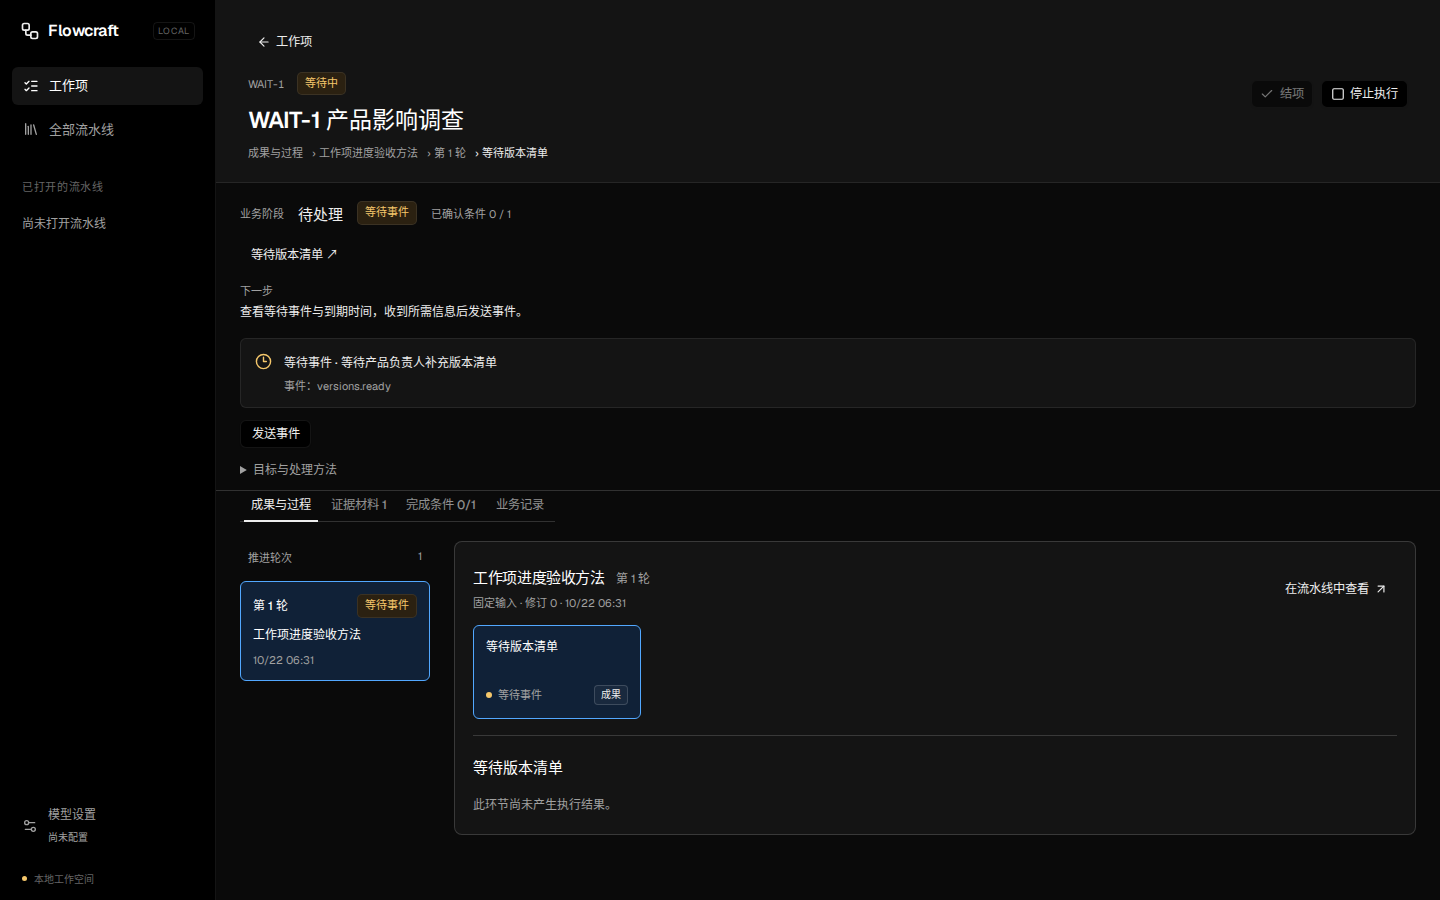 Flowcraft
LOCAL
工作项
全部流水线
已打开的流水线
尚未打开流水线
模型设置
尚未配置
本地工作空间
← 工作项
WAIT-1
等待中
WAIT-1 产品影响调查
成果与过程 › 工作项进度验收方法 › 第 1 轮 › 等待版本清单
结项
停止执行
业务阶段 待处理 等待事件 已确认条件 0 / 1
等待版本清单 ↗
下一步
查看等待事件与到期时间，收到所需信息后发送事件。
等待事件 · 等待产品负责人补充版本清单
事件：versions.ready
发送事件
▶ 目标与处理方法
成果与过程 证据材料 1 完成条件 0/1 业务记录
推进轮次 1
第 1 轮 等待事件
工作项进度验收方法
10/22 06:31
工作项进度验收方法 第 1 轮
固定输入 · 修订 0 · 10/22 06:31
在流水线中查看 ↗
等待版本清单
等待事件 成果
等待版本清单
此环节尚未产生执行结果。